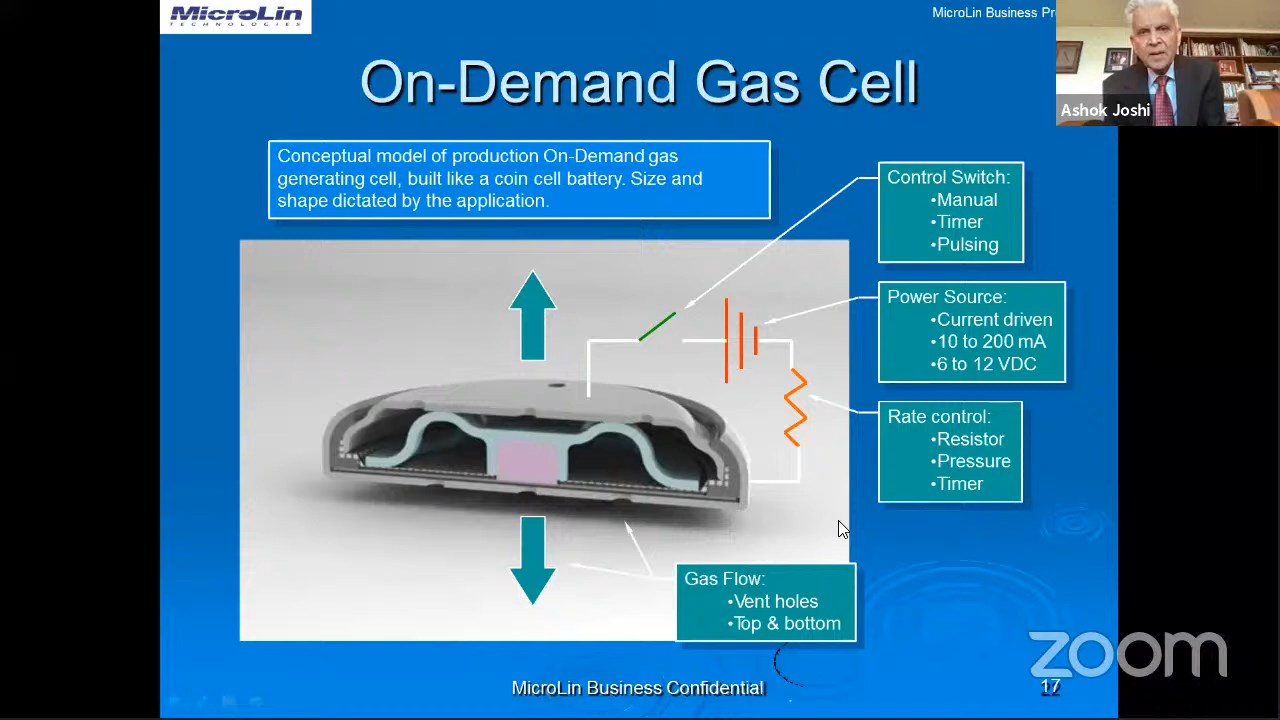 MicroLin
TECHNOLOGIES
MicroLin Business Pr
On-Demand Gas Cell
Ashok Joshi
Conceptual model of production On-Demand gas
generating cell, built like a coin cell battery. Size and
shape dictated by the application.
Control Switch:
•Manual
•Timer
•Pulsing
Power Source:
•Current driven
•10 to 200 mA
•6 to 12 VDC
Rate control:
•Resistor
•Pressure
•Timer
Gas Flow:
•Vent holes
•Top & bottom
zoom
MicroLin Business Confidential
17